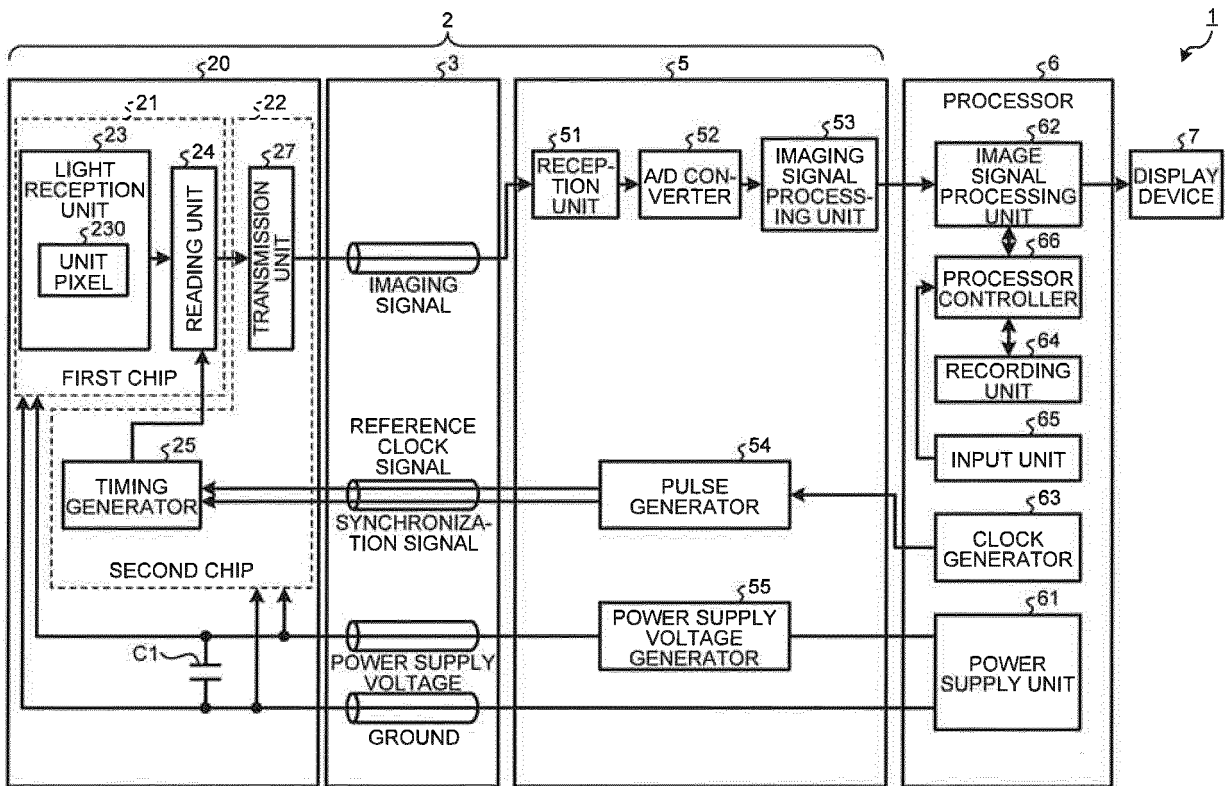 1
2
20
3
5
6
PROCESSOR
21
22
23
LIGHT
RECEPTION
UNIT
230
UNIT
PIXEL
24
READING UNIT
27
TRANSMISSION
UNIT
FIRST CHIP
IMAGING
SIGNAL
51
RECEP-
TION
UNIT
52
A/D CON-
VERTER
53
IMAGING
SIGNAL
PROCESS-
ING UNIT
62
IMAGE
SIGNAL
PROCESSING
UNIT
7
DISPLAY
DEVICE
66
PROCESSOR
CONTROLLER
64
RECORDING
UNIT
65
INPUT UNIT
25
TIMING
GENERATOR
SECOND CHIP
REFERENCE
CLOCK
SIGNAL
SYNCHRONIZA-
TION SIGNAL
54
PULSE
GENERATOR
63
CLOCK
GENERATOR
C1
POWER SUPPLY
VOLTAGE
GROUND
55
POWER SUPPLY
VOLTAGE
GENERATOR
61
POWER
SUPPLY UNIT